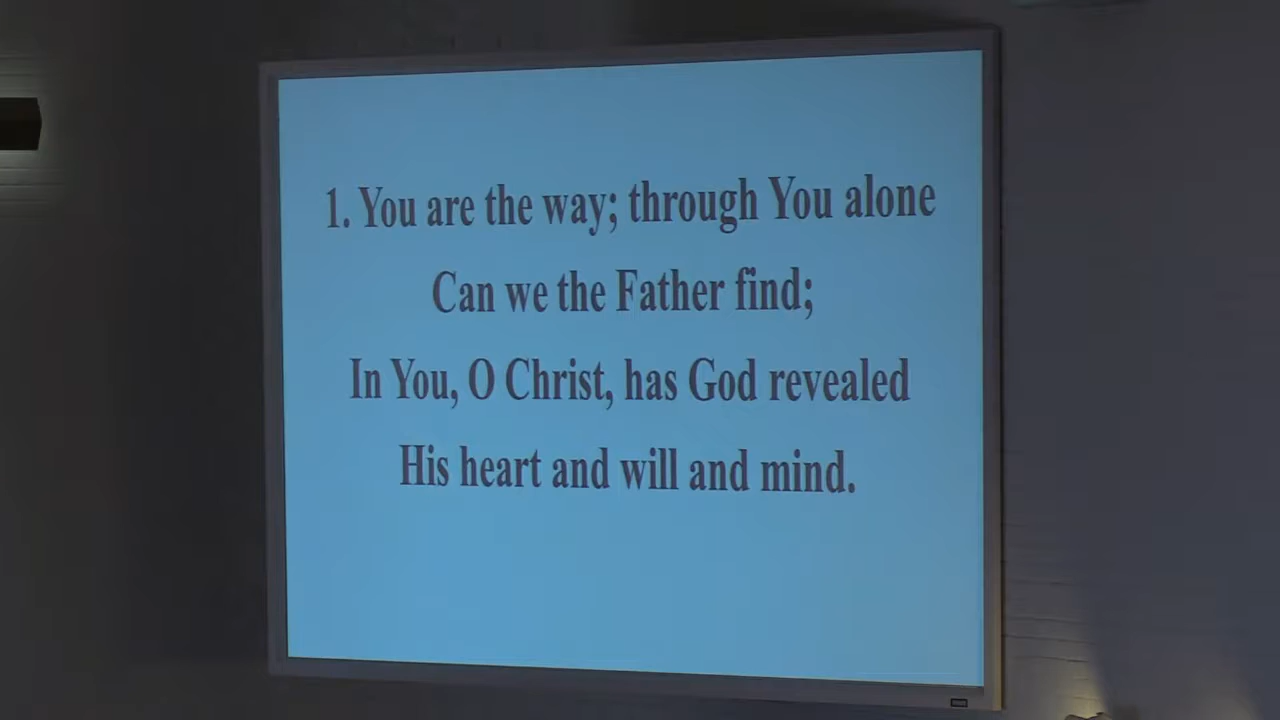 1. You are the way; through You alone
Can we the Father find;
In You, O Christ, has God revealed
His heart and will and mind.